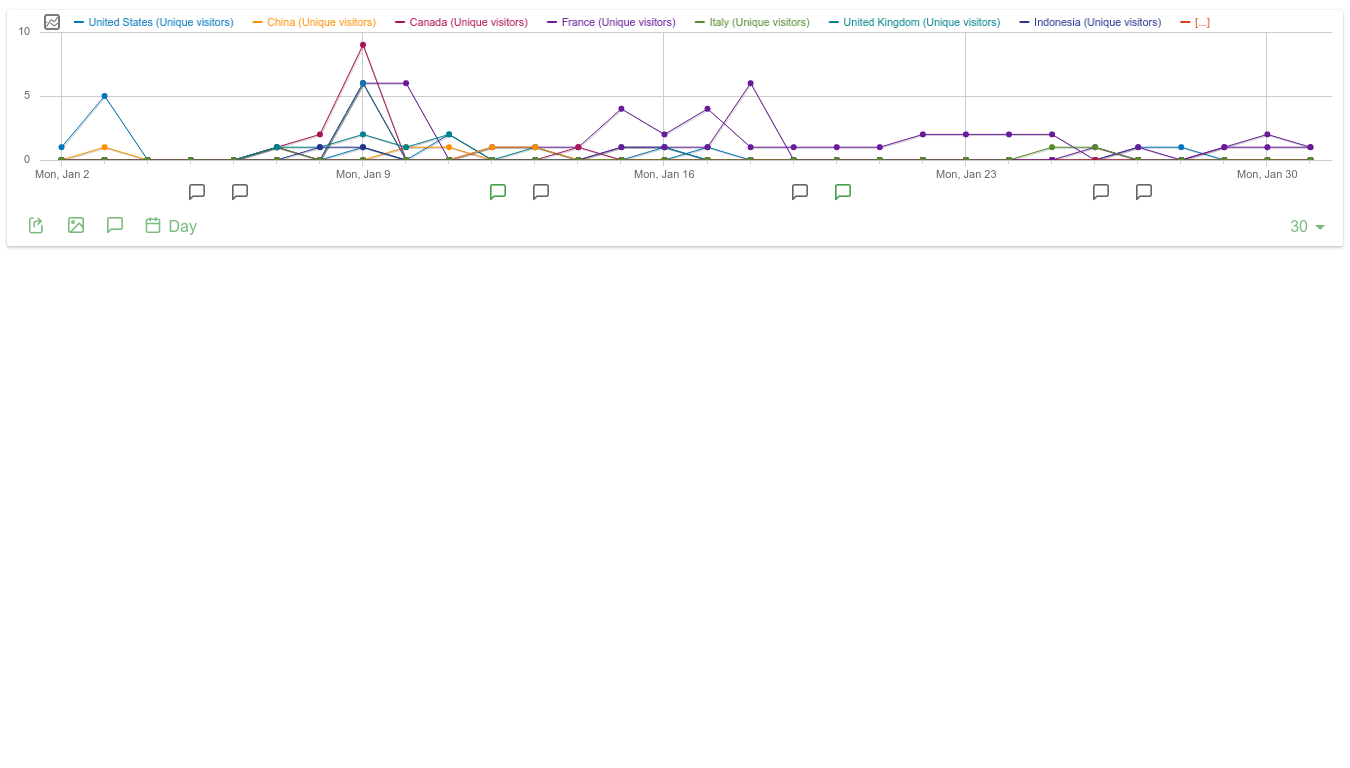 United States (Unique visitors) China (Unique visitors) Canada (Unique visitors) France (Unique visitors) Italy (Unique visitors) United Kingdom (Unique visitors) Indonesia (Unique visitors) [...]
10
5
0
Mon, Jan 2 Mon, Jan 9 Mon, Jan 16 Mon, Jan 23 Mon, Jan 30
Day 30